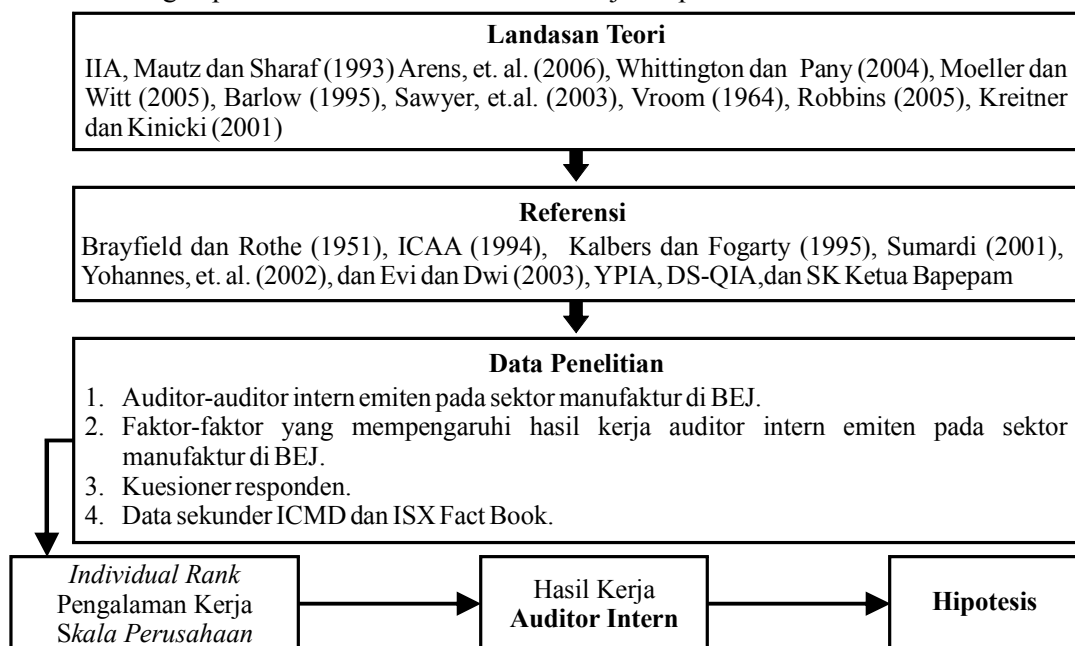 Landasan Teori
IIA, Mautz dan Sharaf (1993) Arens, et. al. (2006), Whittington dan Pany (2004), Moeller dan
Witt (2005), Barlow (1995), Sawyer, et.al. (2003), Vroom (1964), Robbins (2005), Kreitner
dan Kinicki (2001)
Referensi
Brayfield dan Rothe (1951), ICAA (1994), Kalbers dan Fogarty (1995), Sumardi (2001),
Yohannes, et. al. (2002), dan Evi dan Dwi (2003), YPIA, DS-QIA,dan SK Ketua Bapepam
Data Penelitian
1. Auditor-auditor intern emiten pada sektor manufaktur di BEJ.
2. Faktor-faktor yang mempengaruhi hasil kerja auditor intern emiten pada sektor
manufaktur di BEJ.
3. Kuesioner responden.
4. Data sekunder ICMD dan ISX Fact Book.
Individual Rank
Pengalaman Kerja
Skala Perusahaan
Hasil Kerja
Auditor Intern
Hipotesis